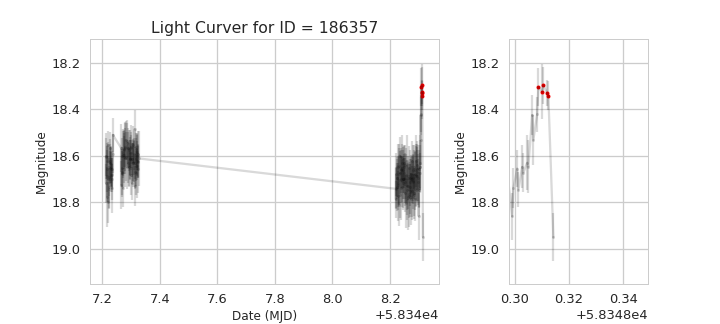 Light Curver for ID = 186357
Magnitude
18.2
18.4
18.6
18.8
19.0
7.2 7.4 7.6 7.8 8.0 8.2
Date (MJD)
+5.834e4
Magnitude
18.2
18.4
18.6
18.8
19.0
0.30 0.32 0.34
+5.8348e4